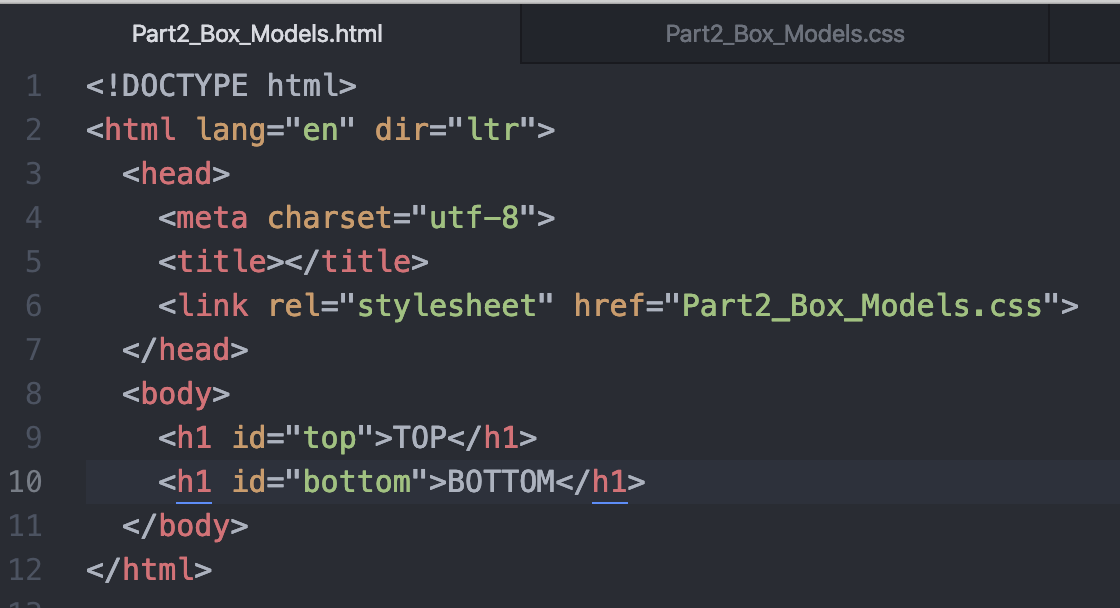 Part2_Box_Models.html Part2_Box_Models.css
1 <!DOCTYPE html>
2 <html lang="en" dir="ltr">
3   <head>
4     <meta charset="utf-8">
5     <title></title>
6     <link rel="stylesheet" href="Part2_Box_Models.css">
7   </head>
8   <body>
9     <h1 id="top">TOP</h1>
10     <h1 id="bottom">BOTTOM</h1>
11   </body>
12 </html>